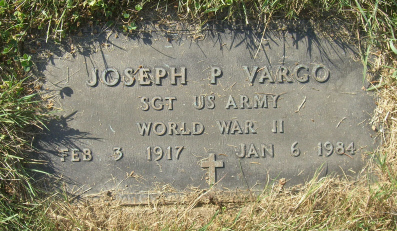 JOSEPH P VARGO
SGT US ARMY
WORLD WAR II
FEB 3 1917 JAN 6 1984